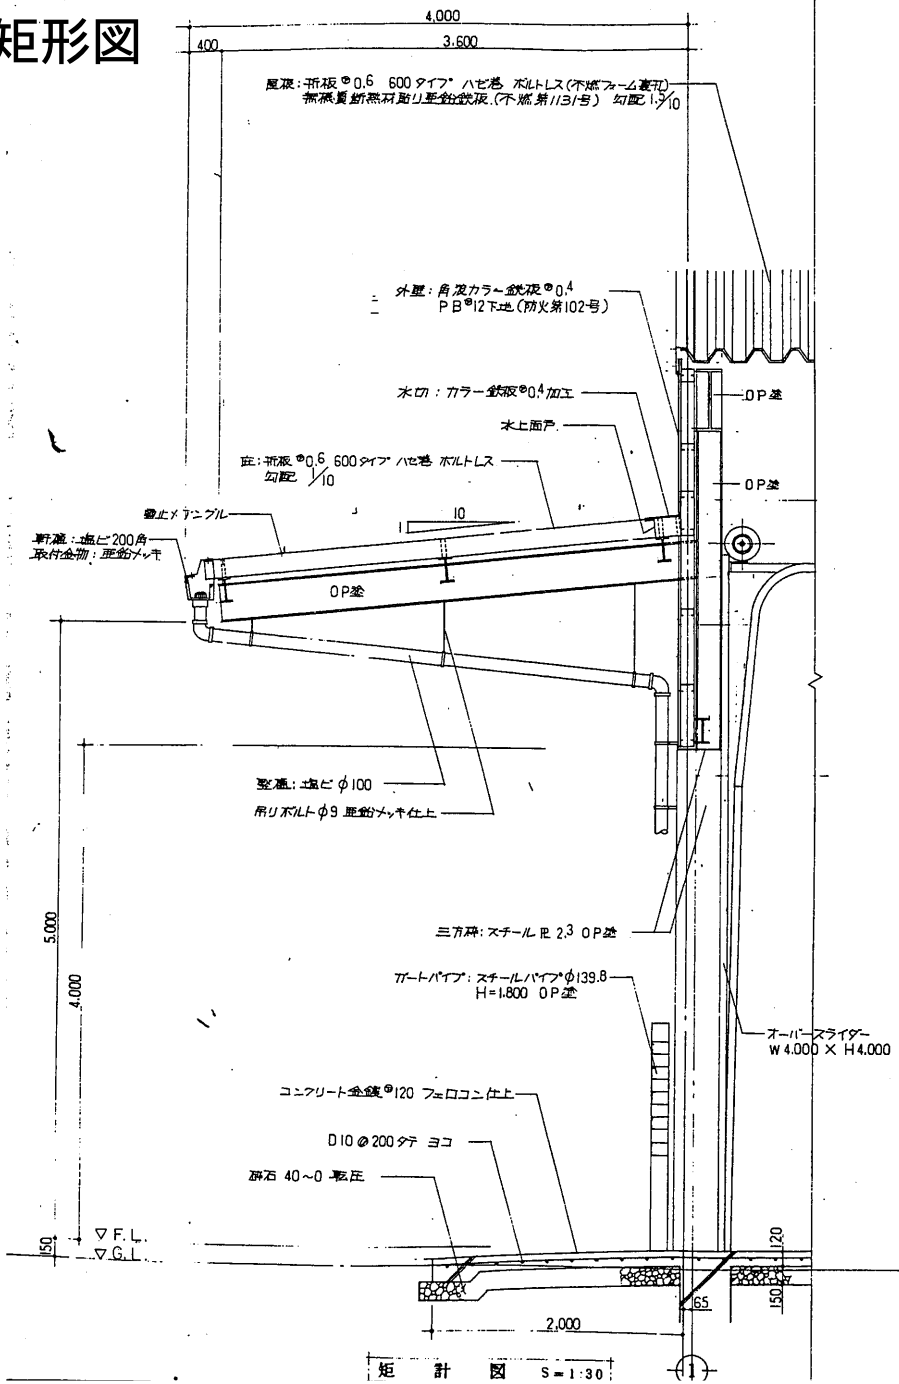 矩形図
4,000
400
3,600
屋根：折板⑦0.6 600タイプ ハゼ巻 ボルトレス(不燃フォーム裏打)
無機質断熱材貼り亜鉛鉄板.(不燃第1131号) 勾配 1.5/10
外壁：角波カラー鉄板⑦0.4
PB⑦12下地(防火第102号)
水切：カラー鉄板⑦0.4加工
OP塗
水上面戸
庇：折板⑦0.6 600タイプ ハゼ巻 ボルトレス
勾配 1/10
OP塗
雪止メアングル
1
10
軒樋：塩ビ200角
取付金物：亜鉛メッキ
OP塗
竪樋：塩ビ φ100
吊りボルトφ9 亜鉛メッキ仕上
5.000
4.000
三方枠：スチールPL 2.3 OP塗
ガートパイプ：スチールパイプφ139.8
H=1.800 OP塗
オーバースライダー
W 4.000 × H 4.000
コンクリート金鏝⑦120 フェロコン仕上
D10 @200タテ ヨコ
砕石 40~0 転圧
▽F.L.
▽G.L.
150
120
150
65
2,000
矩計図 S=1:30
1